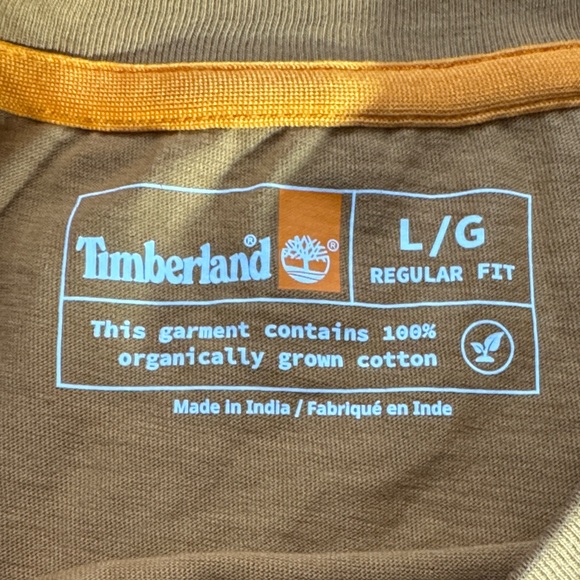 Timberland® ®
L/G
REGULAR FIT
This garment contains 100%
organically grown cotton
Made in India / Fabriqué en Inde